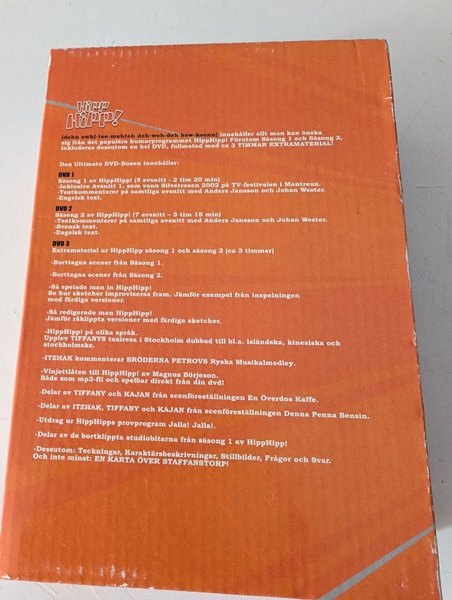 HIPP
HIPP!
[dehn owhl-tee-mahtah deh-weh-deh baw-ksenn] innehåller allt man kan önska
sig från det populära humorprogrammet HippHipp! Förutom Säsong 1 och Säsong 2,
inkluderas dessutom en hel DVD, fullmatad med ca 3 TIMMAR EXTRAMATERIAL!
Den Ultimata DVD-Boxen innehåller:
DVD 1
Säsong 1 av HippHipp! (5 avsnitt - 2 tim 20 min)
-Inklusive Avsnitt 1, som vann Silverrosen 2002 på TV-festivalen i Montreux.
-Textkommentarer på samtliga avsnitt med Anders Jansson och Johan Wester.
-Engelsk text.
DVD 2
Säsong 2 av HippHipp! (7 avsnitt – 3 tim 15 min)
-Textkommentarer på samtliga avsnitt med Anders Jansson och Johan Wester.
-Svensk text.
-Engelsk text.
DVD 3
Extramaterial ur HippHipp säsong 1 och säsong 2 (ca 3 timmar)
-Borttagna scener från Säsong 1.
-Borttagna scener från Säsong 2.
-Så spelade man in HippHipp!
Se hur sketcher improviseras fram. Jämför exempel från inspelningen
med färdiga versioner.
-Så redigerade man HippHipp!
Jämför råklippta versioner med färdiga sketcher.
-HippHipp! på olika språk.
Upplev TIFFANYS taxiresa i Stockholm dubbad till bl.a. isländska, kinesiska och
stockholmska.
-ITZHAK kommenterar BRÖDERNA PETROVS Ryska Musikalmedley.
-Vinjettlåten till HippHipp! av Magnus Börjeson.
Både som mp3-fil och spelbar direkt från din dvd!
-Delar av TIFFANY och KAJAN från scenföreställningen En Överdos Kaffe.
-Delar av ITZHAK, TIFFANY och KAJAN från scenföreställningen Denna Penna Bensin.
-Utdrag ur HippHipps provprogram Jalla! Jalla!.
-Delar av de bortklippta studiobitarna från säsong 1 av HippHipp!
-Dessutom: Teckningar, Karaktärsbeskrivningar, Stillbilder, Frågor och Svar.
Och inte minst: EN KARTA ÖVER STAFFANSTORP!